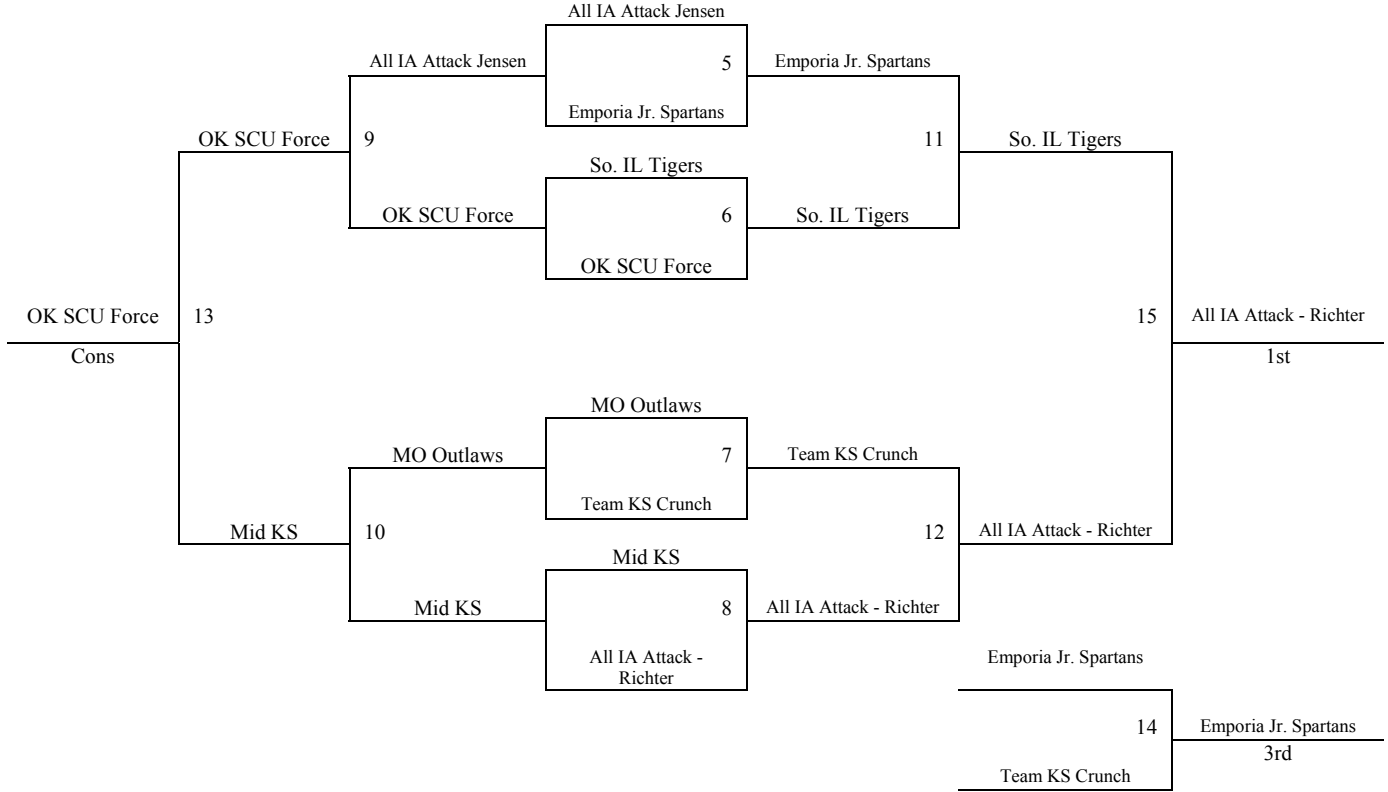 All IA Attack Jensen
All IA Attack Jensen
5
Emporia Jr. Spartans
Emporia Jr. Spartans
OK SCU Force
9
11
So. IL Tigers
So. IL Tigers
OK SCU Force
6
So. IL Tigers
OK SCU Force
OK SCU Force
13
15
All IA Attack - Richter
Cons
1st
MO Outlaws
MO Outlaws
7
Team KS Crunch
Team KS Crunch
Mid KS
10
12
All IA Attack - Richter
Mid KS
Mid KS
8
All IA Attack - Richter
All IA Attack -
Richter
Emporia Jr. Spartans
14
Emporia Jr. Spartans
3rd
Team KS Crunch